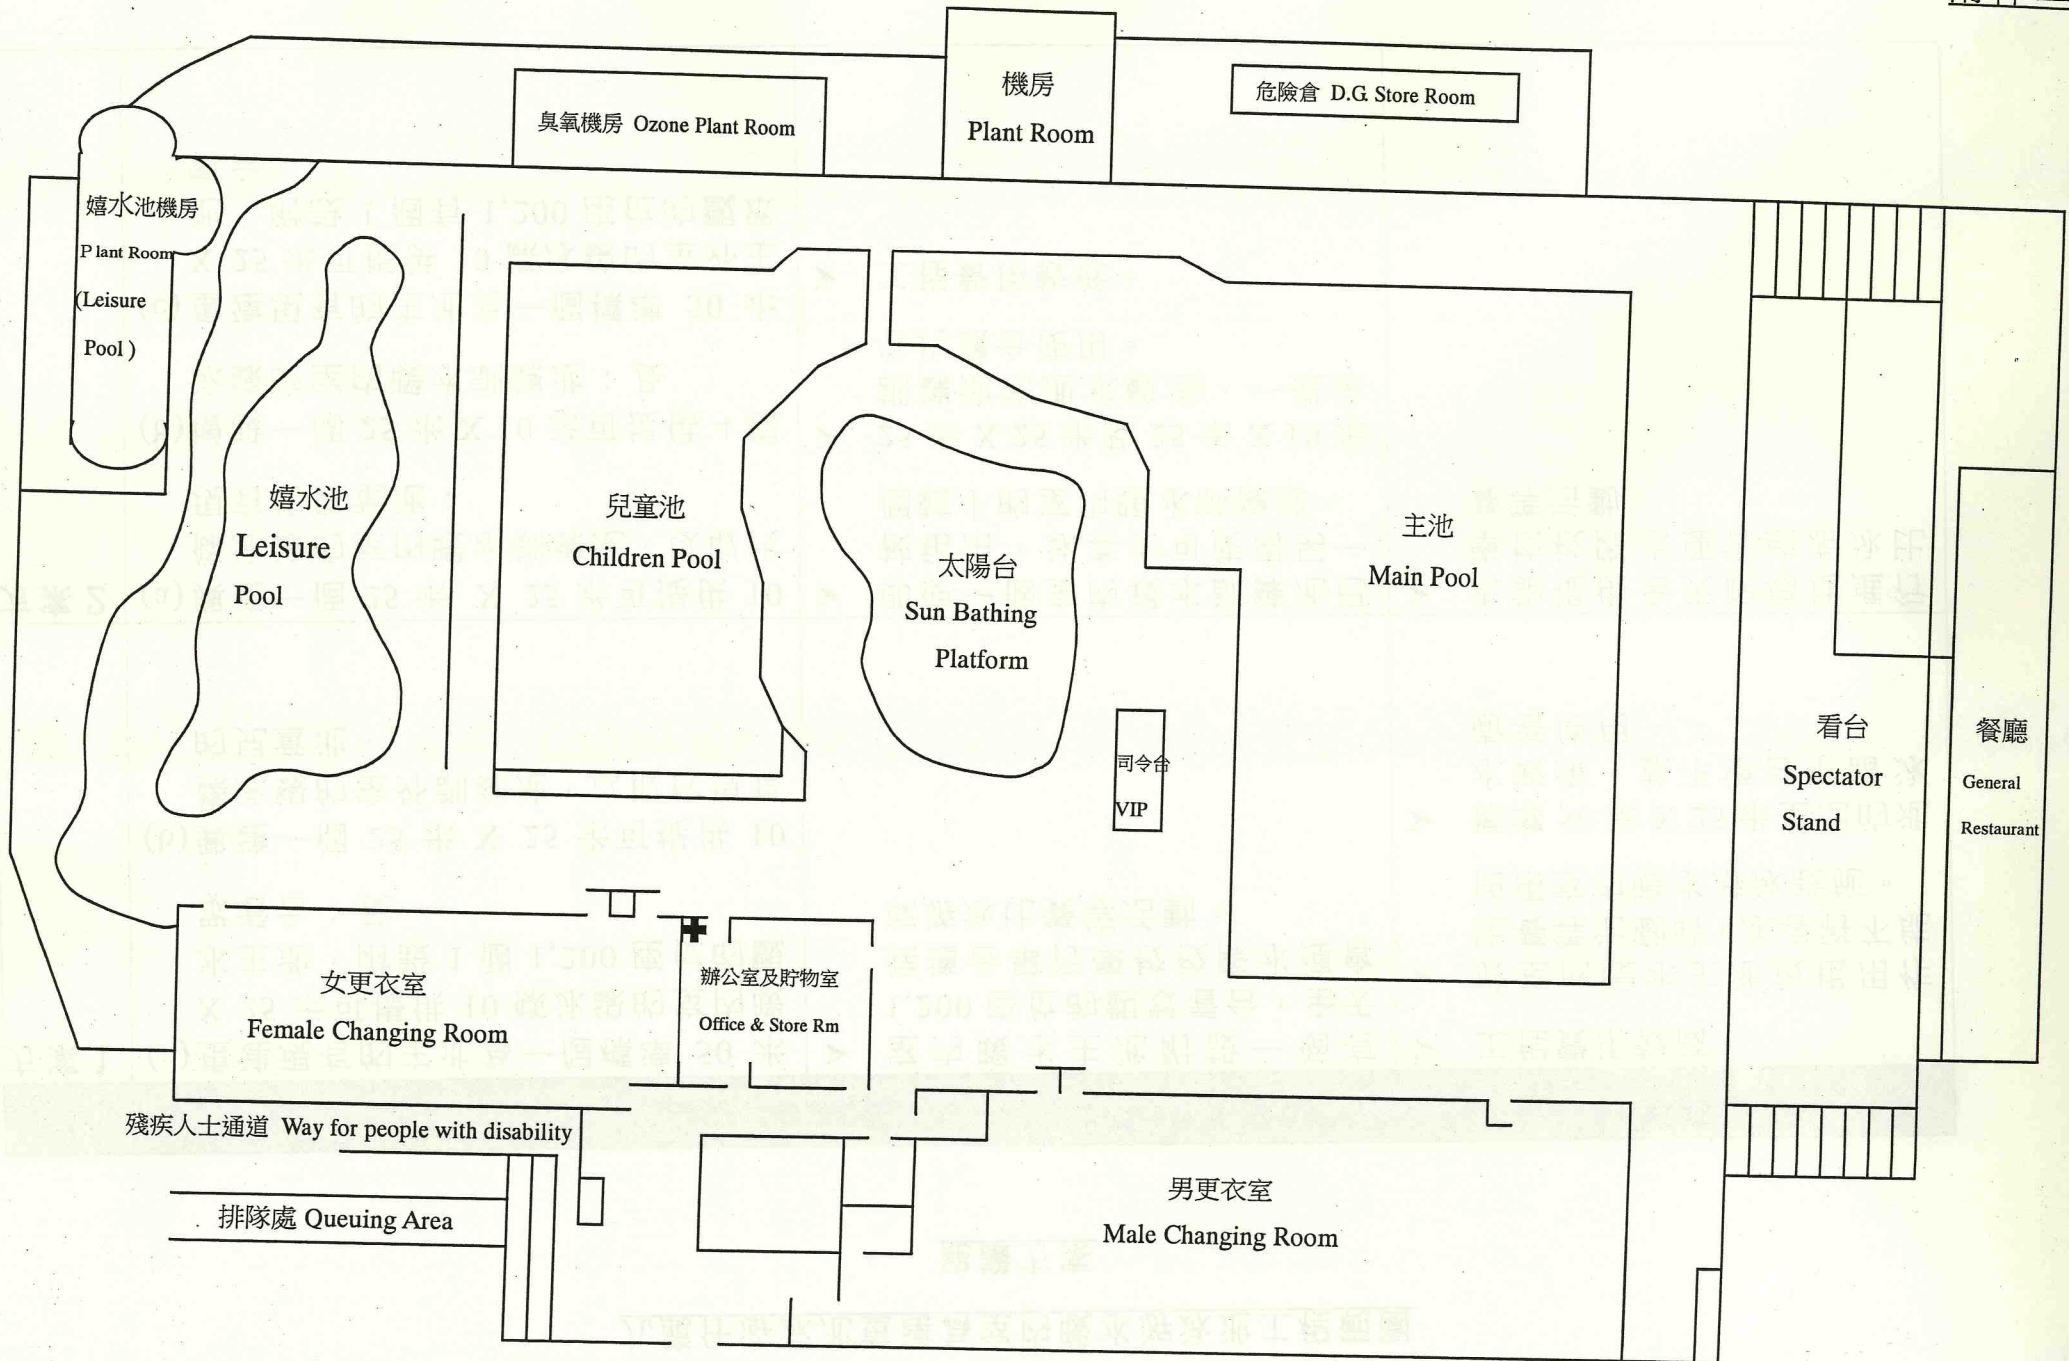 臭氧機房 Ozone Plant Room
機房
Plant Room
危險倉 D.G. Store Room
嬉水池機房
Plant Room
(Leisure
Pool )
嬉水池
Leisure
Pool
兒童池
Children Pool
太陽台
Sun Bathing
Platform
主池
Main Pool
司令台
VIP
看台
Spectator
Stand
餐廳
General
Restaurant
女更衣室
Female Changing Room
辦公室及貯物室
Office & Store Rm
殘疾人士通道 Way for people with disability
排隊處 Queuing Area
男更衣室
Male Changing Room